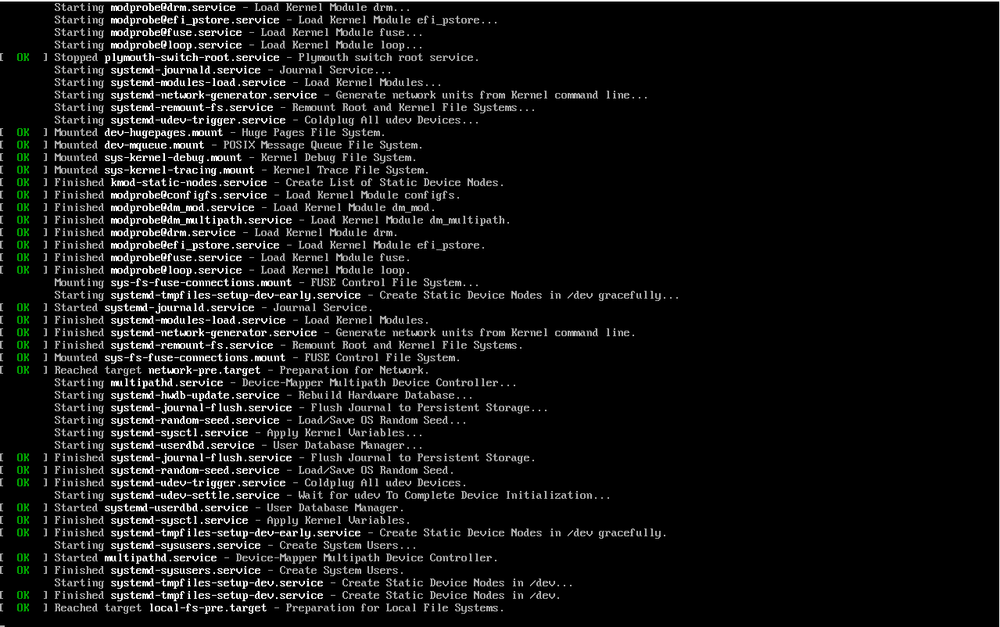 Starting modprobe@drm.service - Load Kernel Module drm...
Starting modprobe@efi_pstore.service - Load Kernel Module efi_pstore...
Starting modprobe@fuse.service - Load Kernel Module fuse...
Starting modprobe@loop.service - Load Kernel Module loop...
[  OK  ] Stopped plymouth-switch-root.service - Plymouth switch root service.
Starting systemd-journald.service - Journal Service...
Starting systemd-modules-load.service - Load Kernel Modules...
Starting systemd-network-generator.service - Generate network units from Kernel command line...
Starting systemd-remount-fs.service - Remount Root and Kernel File Systems...
Starting systemd-udev-trigger.service - Coldplug All udev Devices...
[  OK  ] Mounted dev-hugepages.mount - Huge Pages File System.
[  OK  ] Mounted dev-mqueue.mount - POSIX Message Queue File System.
[  OK  ] Mounted sys-kernel-debug.mount - Kernel Debug File System.
[  OK  ] Mounted sys-kernel-tracing.mount - Kernel Trace File System.
[  OK  ] Finished kmod-static-nodes.service - Create List of Static Device Nodes.
[  OK  ] Finished modprobe@configfs.service - Load Kernel Module configfs.
[  OK  ] Finished modprobe@dm_mod.service - Load Kernel Module dm_mod.
[  OK  ] Finished modprobe@dm_multipath.service - Load Kernel Module dm_multipath.
[  OK  ] Finished modprobe@drm.service - Load Kernel Module drm.
[  OK  ] Finished modprobe@efi_pstore.service - Load Kernel Module efi_pstore.
[  OK  ] Finished modprobe@fuse.service - Load Kernel Module fuse.
[  OK  ] Finished modprobe@loop.service - Load Kernel Module loop.
Mounting sys-fs-fuse-connections.mount - FUSE Control File System...
Starting systemd-tmpfiles-setup-dev-early.service - Create Static Device Nodes in /dev gracefully...
[  OK  ] Started systemd-journald.service - Journal Service.
[  OK  ] Finished systemd-modules-load.service - Load Kernel Modules.
[  OK  ] Finished systemd-network-generator.service - Generate network units from Kernel command line.
[  OK  ] Finished systemd-remount-fs.service - Remount Root and Kernel File Systems.
[  OK  ] Mounted sys-fs-fuse-connections.mount - FUSE Control File System.
[  OK  ] Reached target network-pre.target - Preparation for Network.
Starting multipathd.service - Device-Mapper Multipath Device Controller...
Starting systemd-hwdb-update.service - Rebuild Hardware Database...
Starting systemd-journal-flush.service - Flush Journal to Persistent Storage...
Starting systemd-random-seed.service - Load/Save OS Random Seed...
Starting systemd-sysctl.service - Apply Kernel Variables...
Starting systemd-userdbd.service - User Database Manager...
[  OK  ] Finished systemd-journal-flush.service - Flush Journal to Persistent Storage.
[  OK  ] Finished systemd-random-seed.service - Load/Save OS Random Seed.
[  OK  ] Finished systemd-udev-trigger.service - Coldplug All udev Devices.
Starting systemd-udev-settle.service - Wait for udev To Complete Device Initialization...
[  OK  ] Started systemd-userdbd.service - User Database Manager.
[  OK  ] Finished systemd-sysctl.service - Apply Kernel Variables.
[  OK  ] Finished systemd-tmpfiles-setup-dev-early.service - Create Static Device Nodes in /dev gracefully.
Starting systemd-sysusers.service - Create System Users...
[  OK  ] Started multipathd.service - Device-Mapper Multipath Device Controller.
[  OK  ] Finished systemd-sysusers.service - Create System Users.
Starting systemd-tmpfiles-setup-dev.service - Create Static Device Nodes in /dev...
[  OK  ] Finished systemd-tmpfiles-setup-dev.service - Create Static Device Nodes in /dev.
[  OK  ] Reached target local-fs-pre.target - Preparation for Local File Systems.